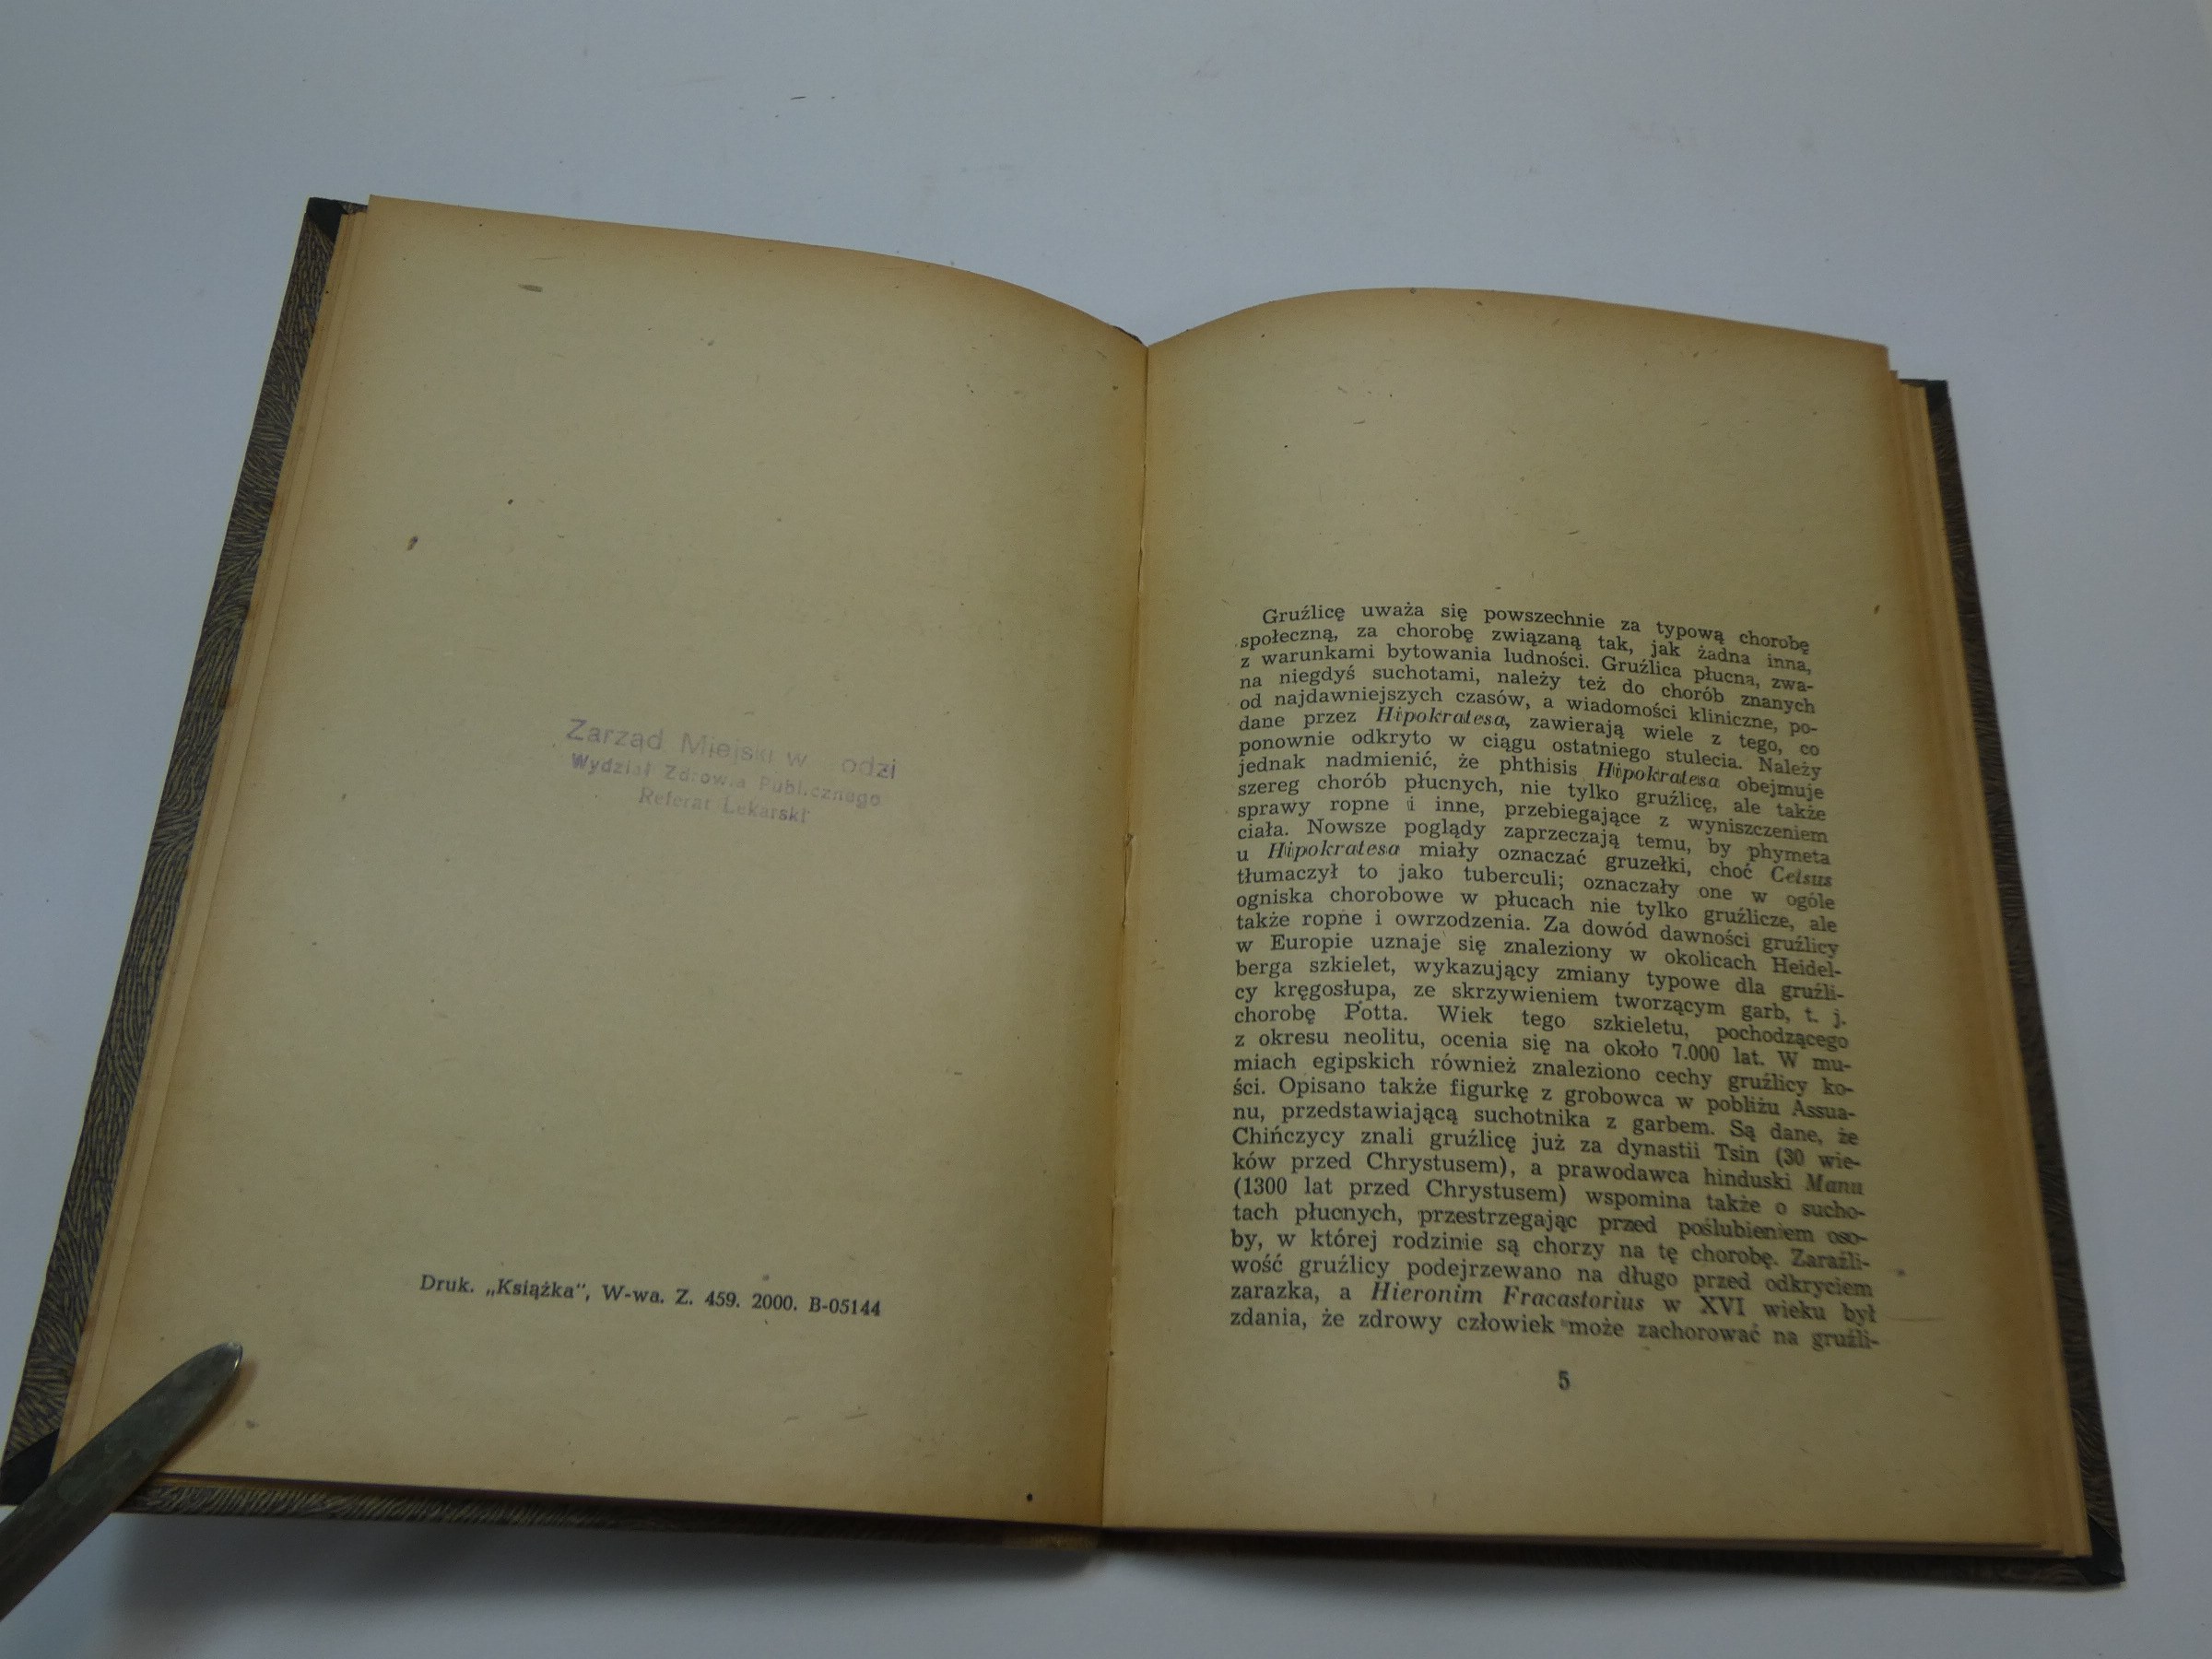 Zarząd Miejski w odzi
Wydział Zdrowia Publicznego
Referat Lekarski
Druk. „Książka", W-wa. Z. 459. 2000. B-05144
Gruźlicę uważa się powszechnie za typową chorobę
społeczną, za chorobę związaną tak, jak żadna inna,
z warunkami bytowania ludności. Gruźlica płucna, zwa-
na niegdyś suchotami, należy też do chorób znanych
od najdawniejszych czasów, a wiadomości kliniczne, po-
dane przez Hipokratesa, zawierają wiele z tego, co
ponownie odkryto w ciągu ostatniego stulecia. Należy
jednak nadmienić, że phthisis Hipokratesa obejmuje
szereg chorób płucnych, nie tylko gruźlicę, ale także
sprawy ropne i inne, przebiegające z wyniszczeniem
ciała. Nowsze poglądy zaprzeczają temu, by phymeta
u Hipokratesa miały oznaczać gruzełki, choć Celsus
tłumaczył to jako tuberculi; oznaczały one w ogóle
ogniska chorobowe w płucach nie tylko gruźlicze, ale
także ropne i owrzodzenia. Za dowód dawności gruźlicy
w Europie uznaje się znaleziony w okolicach Heidel-
berga szkielet, wykazujący zmiany typowe dla gruźli-
cy kręgosłupa, ze skrzywieniem tworzącym garb, t. j.
chorobę Potta. Wiek tego szkieletu, pochodzącego
z okresu neolitu, ocenia się na około 7.000 lat. W mu-
miach egipskich również znaleziono cechy gruźlicy ko-
ści. Opisano także figurkę z grobowca w pobliżu Assua-
nu, przedstawiającą suchotnika z garbem. Są dane, że
Chińczycy znali gruźlicę już za dynastii Tsin (30 wie-
ków przed Chrystusem), a prawodawca hinduski Manu
(1300 lat przed Chrystusem) wspomina także o sucho-
tach płucnych, przestrzegając przed poślubieniem oso-
by, w której rodzinie są chorzy na tę chorobę. Zaraźli-
wość gruźlicy podejrzewano na długo przed odkryciem
zarazka, a Hieronim Fracastorius w XVI wieku był
zdania, że zdrowy człowiek może zachorować na gruźli-
5